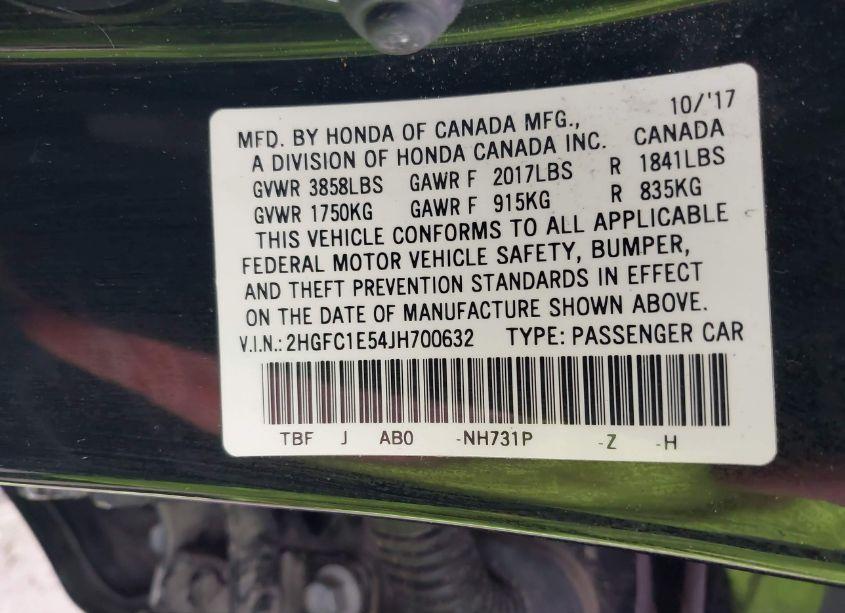 10/'17
MFD. BY HONDA OF CANADA MFG.,
A DIVISION OF HONDA CANADA INC. CANADA
GVWR 3858LBS GAWR F 2017LBS R 1841LBS
GVWR 1750KG GAWR F 915KG R 835KG
THIS VEHICLE CONFORMS TO ALL APPLICABLE
FEDERAL MOTOR VEHICLE SAFETY, BUMPER,
AND THEFT PREVENTION STANDARDS IN EFFECT
ON THE DATE OF MANUFACTURE SHOWN ABOVE.
V.I.N.: 2HGFC1E54JH700632 TYPE: PASSENGER CAR
TBF J AB0 -NH731P -Z -H